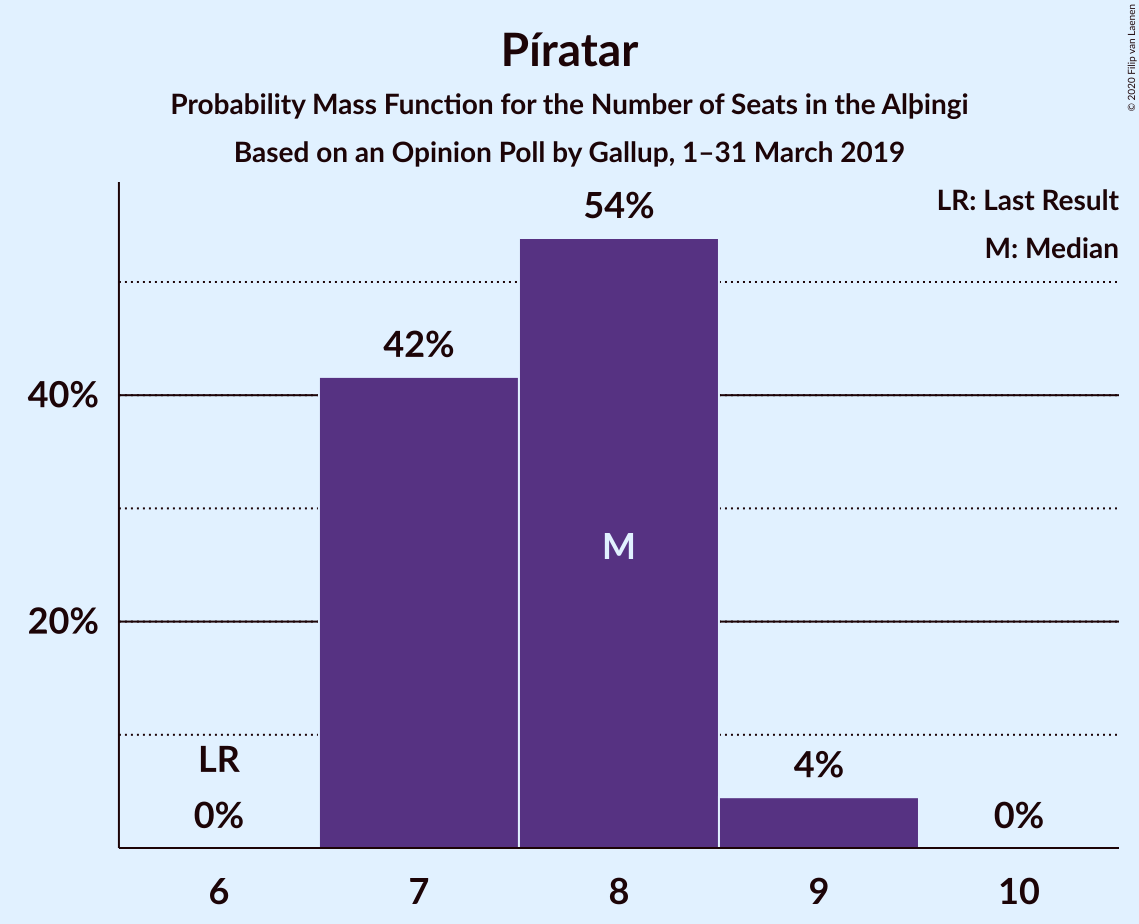 Píratar
Probability Mass Function for the Number of Seats in the Alþingi
Based on an Opinion Poll by Gallup, 1–31 March 2019
© 2020 Filip van Laenen
LR: Last Result
M: Median
54%
42%
40%
M
20%
LR
4%
0%
0%
6 7 8 9 10